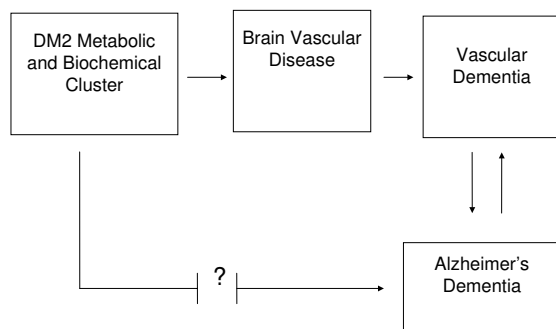 DM2 Metabolic
and Biochemical
Cluster
Brain Vascular
Disease
Vascular
Dementia
?
Alzheimer's
Dementia